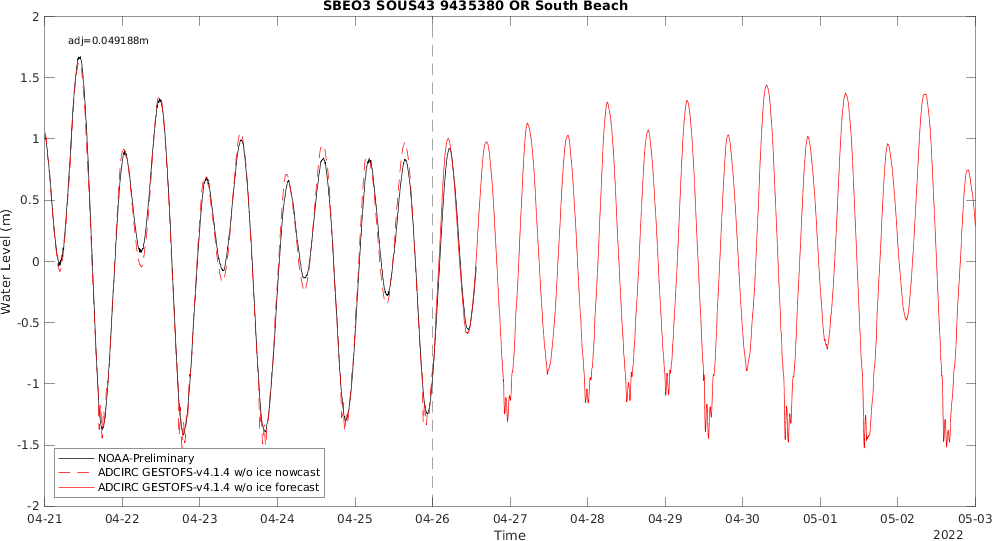 SBEO3 SOUS43 9435380 OR South Beach
adj=0.049188m
2
1.5
1
0.5
0
-0.5
-1
-1.5
-2
Water Level (m)
NOAA-Preliminary
ADCIRC GESTOFS-v4.1.4 w/o ice nowcast
ADCIRC GESTOFS-v4.1.4 w/o ice forecast
04-21 04-22 04-23 04-24 04-25 04-26 04-27 04-28 04-29 04-30 05-01 05-02 05-03
Time
2022